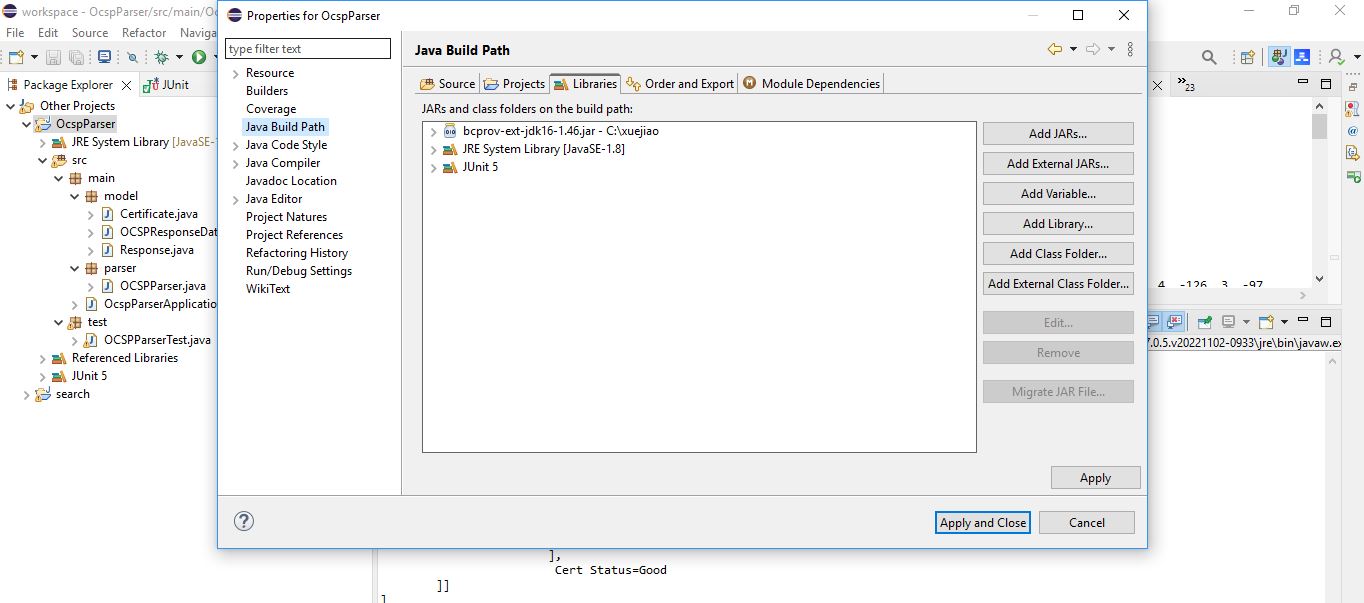 workspace - OcspParser/src/main/Oc
File Edit Source Refactor Naviga
Package Explorer
JUnit
Other Projects
OcspParser
JRE System Library [JavaSE-1
src
main
model
Certificate.java
OCSPResponseDat
Response.java
parser
OCSPParser.java
OcspParserApplicatio
test
OCSPParserTest.java
Referenced Libraries
JUnit 5
search
Properties for OcspParser
type filter text
Resource
Builders
Coverage
Java Build Path
Java Code Style
Java Compiler
Javadoc Location
Java Editor
Project Natures
Project References
Refactoring History
Run/Debug Settings
WikiText
Java Build Path
Source Projects Libraries Order and Export Module Dependencies
JARs and class folders on the build path:
bcprov-ext-jdk16-1.46.jar - C:\xuejiao
JRE System Library [JavaSE-1.8]
JUnit 5
Add JARs...
Add External JARs...
Add Variable...
Add Library...
Add Class Folder...
Add External Class Folder...
Edit...
Remove
Migrate JAR File...
Apply
Apply and Close Cancel
23
4, -126, 3, -97,
7.0.5.v20221102-0933\jre\bin\javaw.ex
],
Cert Status=Good
]]
]